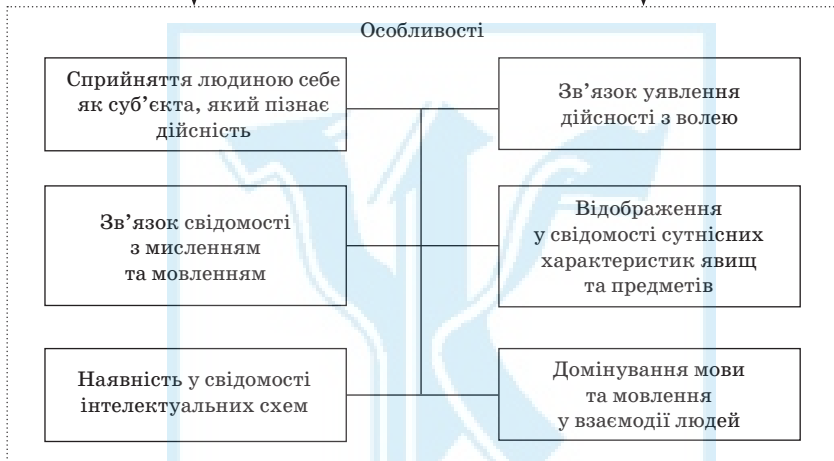 Особливості
Сприйняття людиною себе
як суб’єкта, який пізнає
дійсність
Зв’язок уявлення
дійсності з волею
Зв’язок свідомості
з мисленням
та мовленням
Відображення
у свідомості сутнісних
характеристик явищ
та предметів
Наявність у свідомості
інтелектуальних схем
Домінування мови
та мовлення
у взаємодії людей